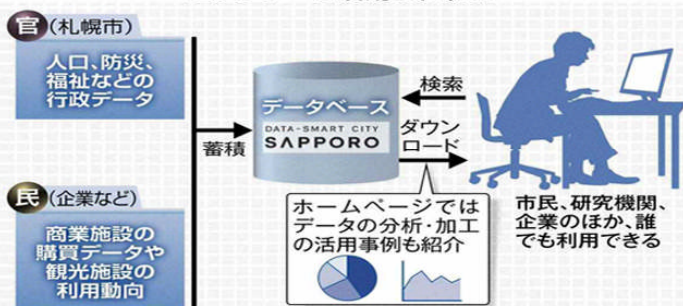 官(札幌市)
人口、防災、
福祉などの
行政データ
民(企業など)
商業施設の
購買データや
観光施設の
利用動向
蓄積
データベース
DATA-SMART CITY
SAPPORO
検索
ダウン
ロード
ホームページでは
データの分析・加工
の活用事例も紹介
市民、研究機関、
企業のほか、誰
でも利用できる